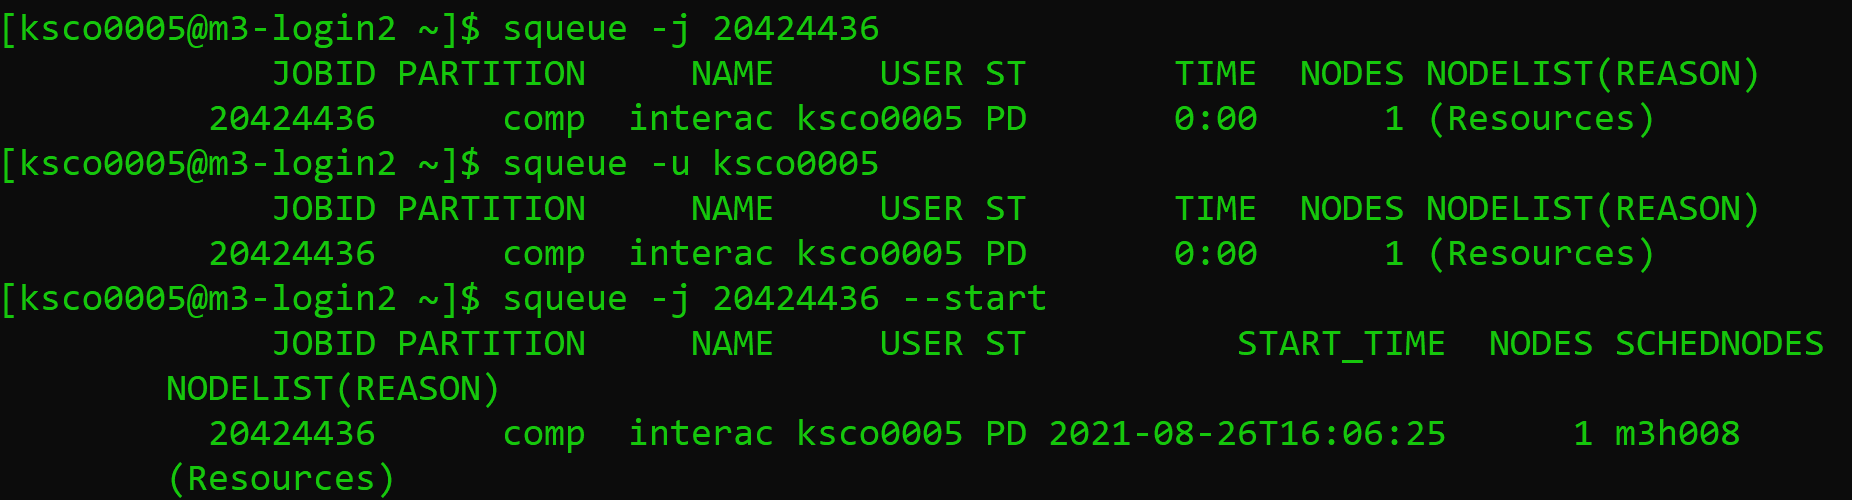 [ksco0005@m3-login2 ~]$ squeue -j 20424436
             JOBID PARTITION     NAME     USER ST       TIME  NODES NODELIST(REASON)
          20424436      comp  interac ksco0005 PD       0:00      1 (Resources)
[ksco0005@m3-login2 ~]$ squeue -u ksco0005
             JOBID PARTITION     NAME     USER ST       TIME  NODES NODELIST(REASON)
          20424436      comp  interac ksco0005 PD       0:00      1 (Resources)
[ksco0005@m3-login2 ~]$ squeue -j 20424436 --start
             JOBID PARTITION     NAME     USER ST          START_TIME  NODES SCHEDNODES
        NODELIST(REASON)
          20424436      comp  interac ksco0005 PD 2021-08-26T16:06:25      1 m3h008
        (Resources)